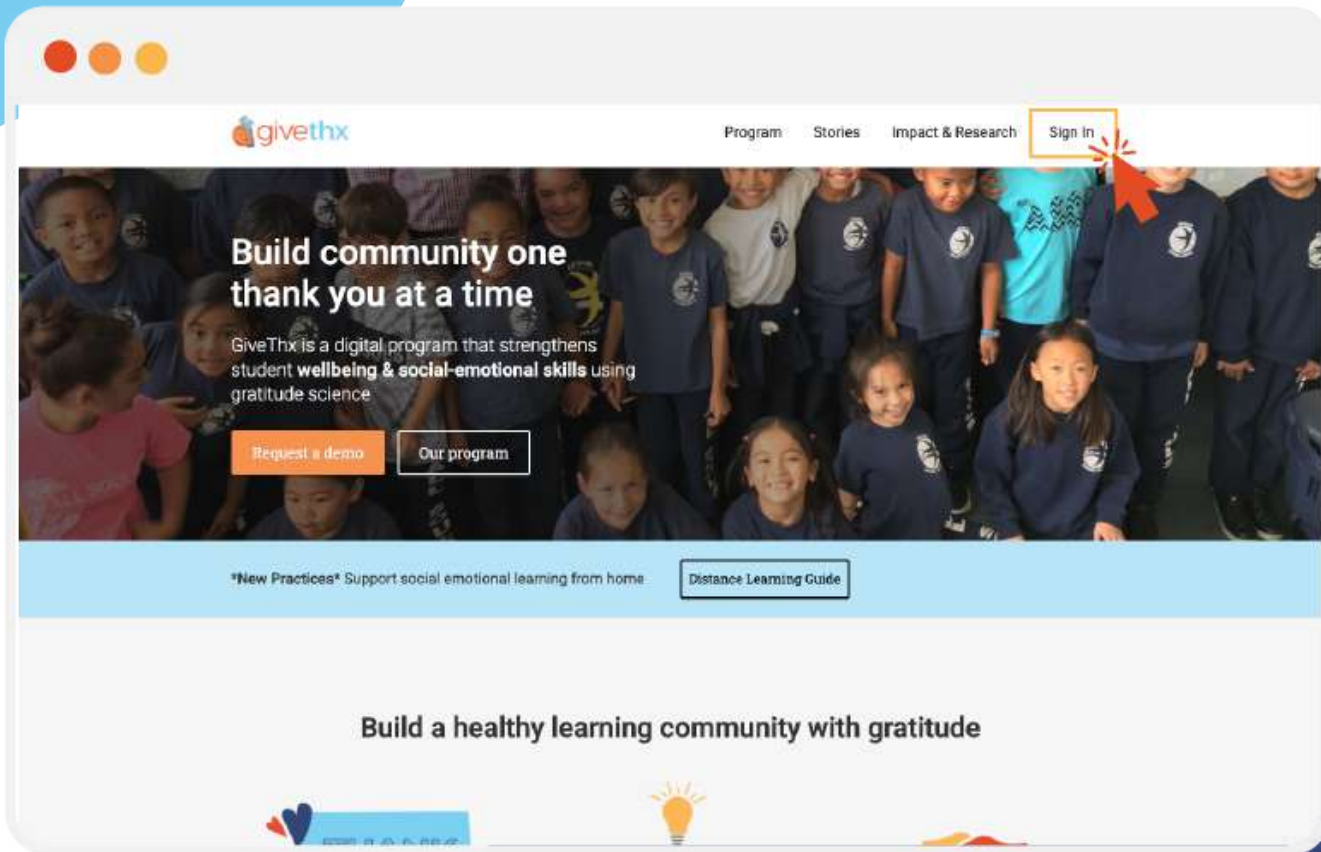 givethx
Program Stories Impact & Research Sign In
Build community one
thank you at a time
GiveThx is a digital program that strengthens
student wellbeing & social-emotional skills using
gratitude science
Request a demo Our program
*New Practices* Support social emotional learning from home Distance Learning Guide
Build a healthy learning community with gratitude